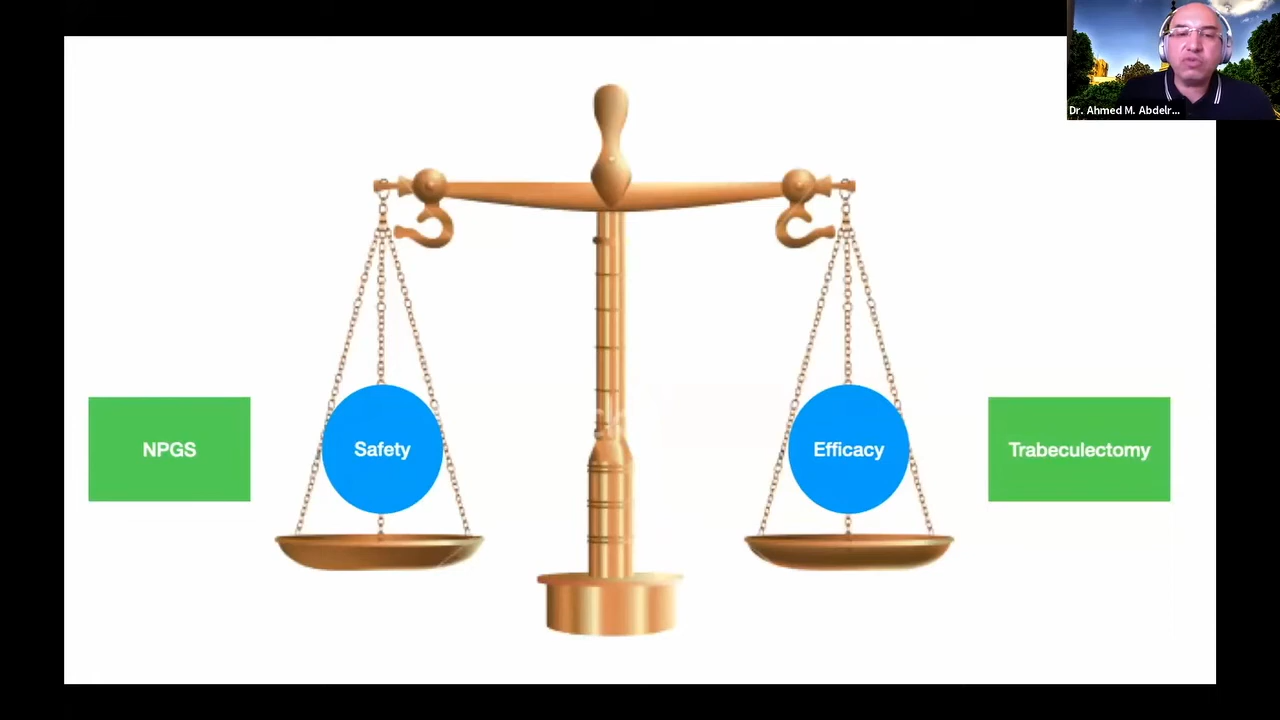 Dr. Ahmed M. Abdelr...
NPGS
Safety
Efficacy
Trabeculectomy